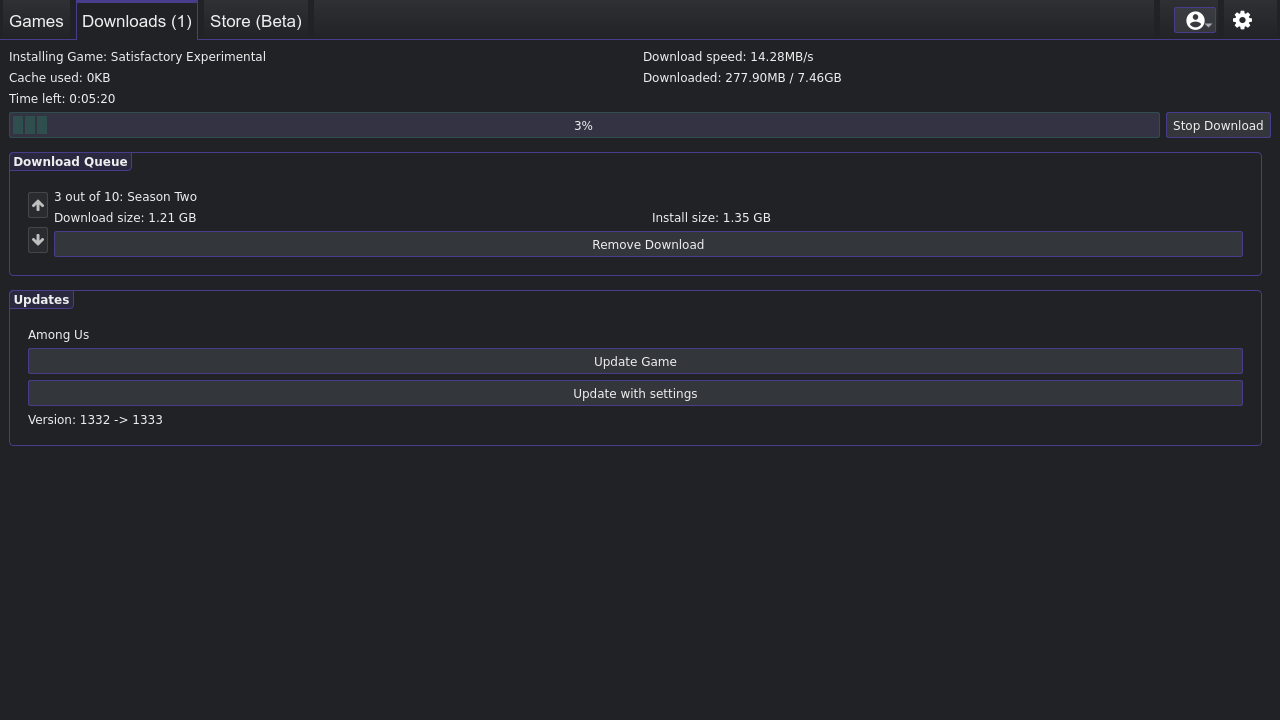 Games Downloads (1) Store (Beta)
Installing Game: Satisfactory Experimental Download speed: 14.28MB/s
Cache used: 0KB Downloaded: 277.90MB / 7.46GB
Time left: 0:05:20
3% Stop Download
Download Queue
3 out of 10: Season Two
Download size: 1.21 GB Install size: 1.35 GB
Remove Download
Updates
Among Us
Update Game
Update with settings
Version: 1332 -> 1333